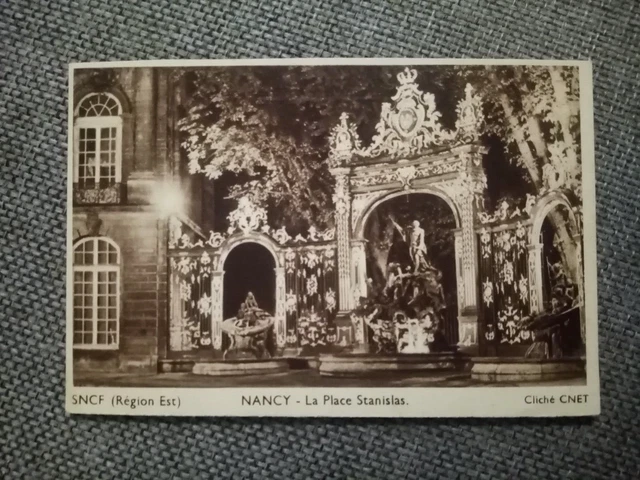 SNCF (Région Est) NANCY - La Place Stanislas. Cliché CNET